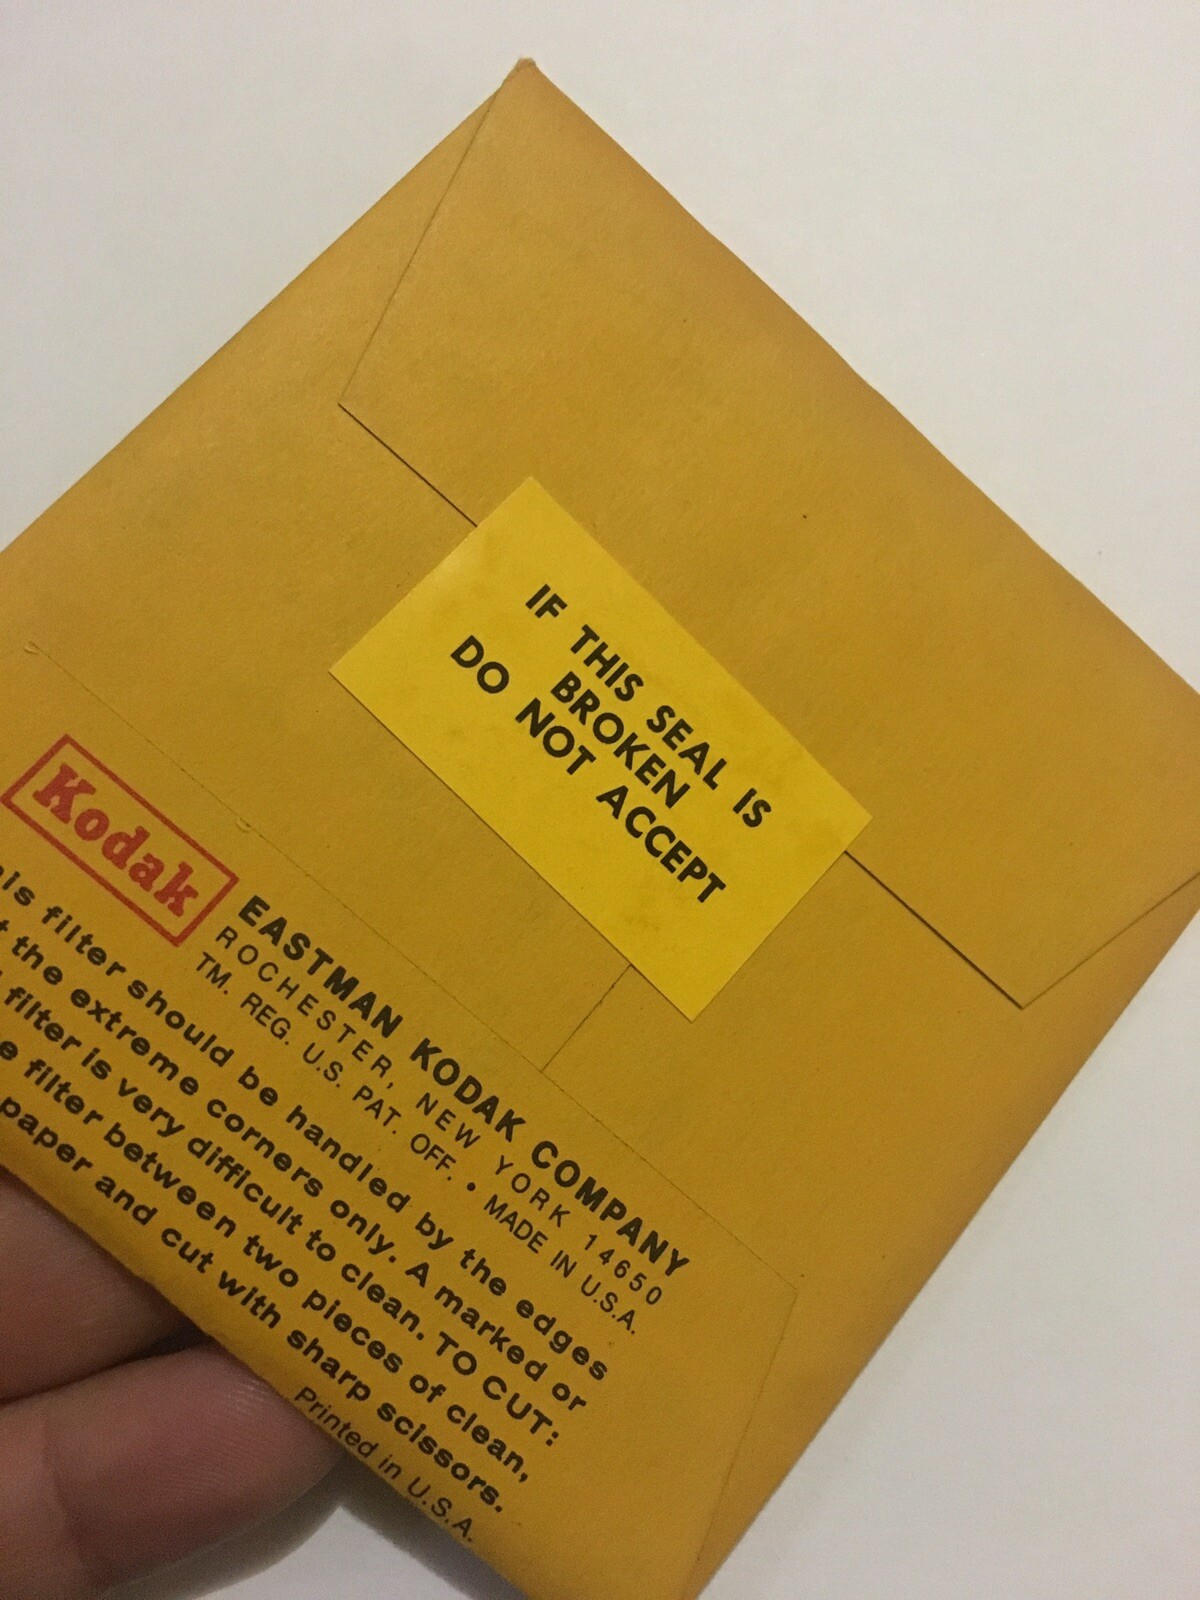 IF THIS SEAL IS
BROKEN
DO NOT ACCEPT
Kodak
EASTMAN KODAK COMPANY
ROCHESTER, NEW YORK 14650
TM. REG. U.S. PAT. OFF. • MADE IN U.S.A.
filter should be handled by the edges
the extreme corners only. A marked or
filter is very difficult to clean. TO CUT:
filter between two pieces of clean,
paper and cut with sharp scissors.
Printed in U.S.A.